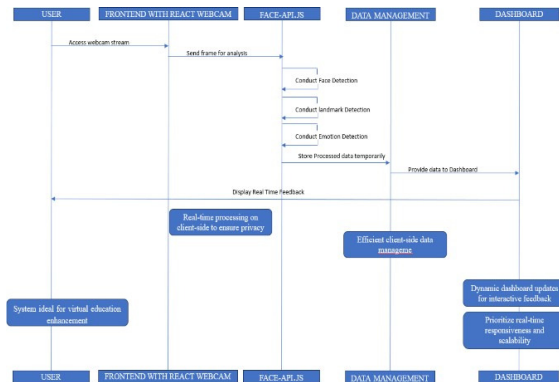 USER
FRONTEND WITH REACT WEBCAM
FACE-API.JS
DATA MANAGEMENT
DASHBOARD
Access webcam stream
Send frame for analysis
Conduct Face Detection
Conduct landmark Detection
Conduct Emotion Detection
Store Processed data temporarily
Provide data to Dashboard
Display Real Time Feedback
Real-time processing on
client-side to ensure privacy
Efficient client-side data
manageme
Dynamic dashboard updates
for interactive feedback
System ideal for virtual education
enhancement
Prioritize real-time
responsiveness and
scalability
USER
FRONTEND WITH REACT WEBCAM
FACE-API.JS
DATA MANAGEMENT
DASHBOARD